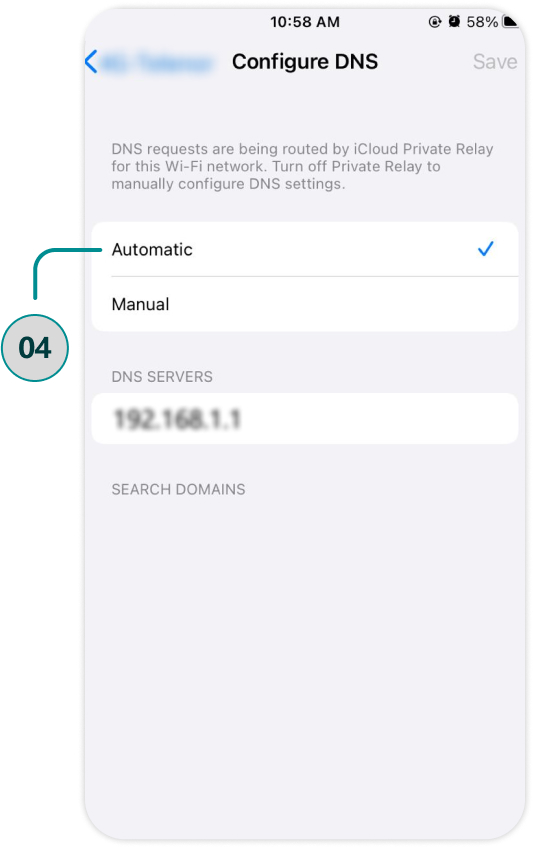 10:58 AM
58%
Configure DNS
Save
DNS requests are being routed by iCloud Private Relay
for this Wi-Fi network. Turn off Private Relay to
manually configure DNS settings.
Automatic
Manual
04
DNS SERVERS
192.168.1.1
SEARCH DOMAINS